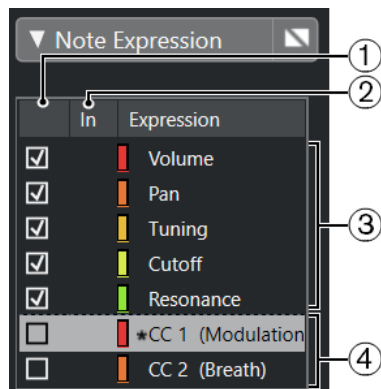 ▼ Note Expression
①
②
In Expression
Volume
Pan
Tuning
③
Cutoff
Resonance
*CC 1 (Modulation
④
CC 2 (Breath)